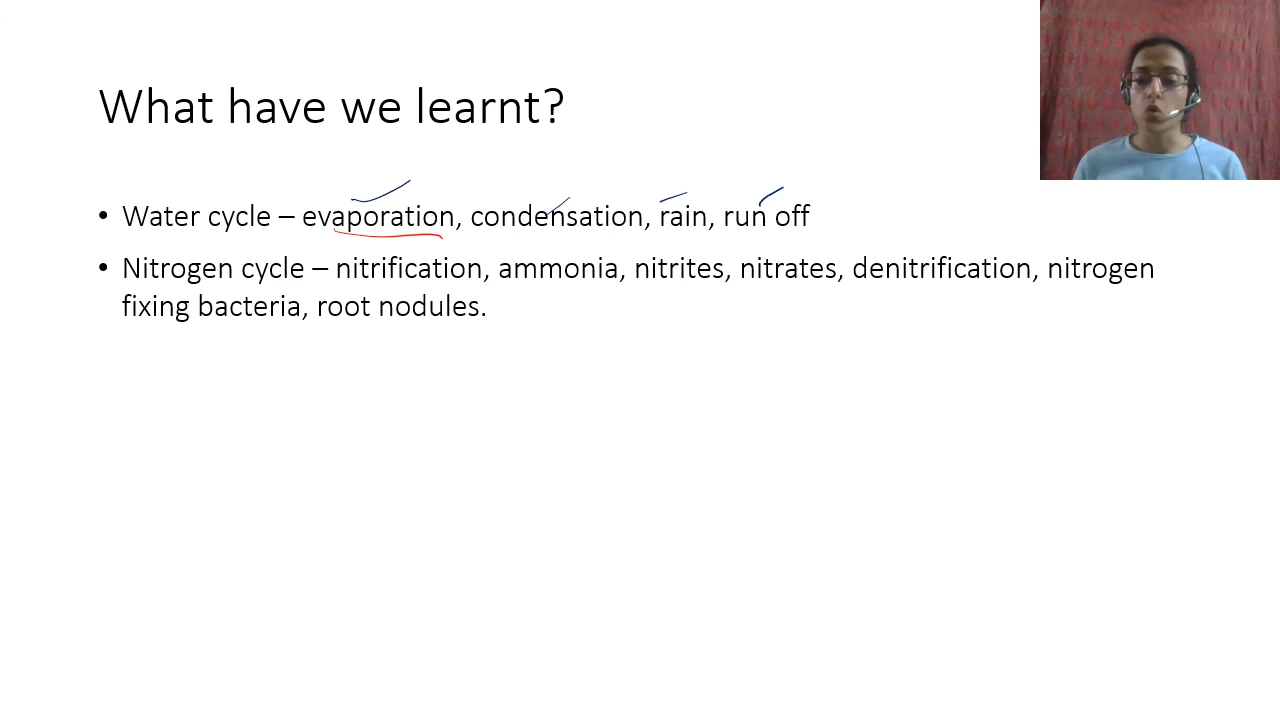 What have we learnt?
• Water cycle – evaporation, condensation, rain, run off
• Nitrogen cycle – nitrification, ammonia, nitrites, nitrates, denitrification, nitrogen
fixing bacteria, root nodules.